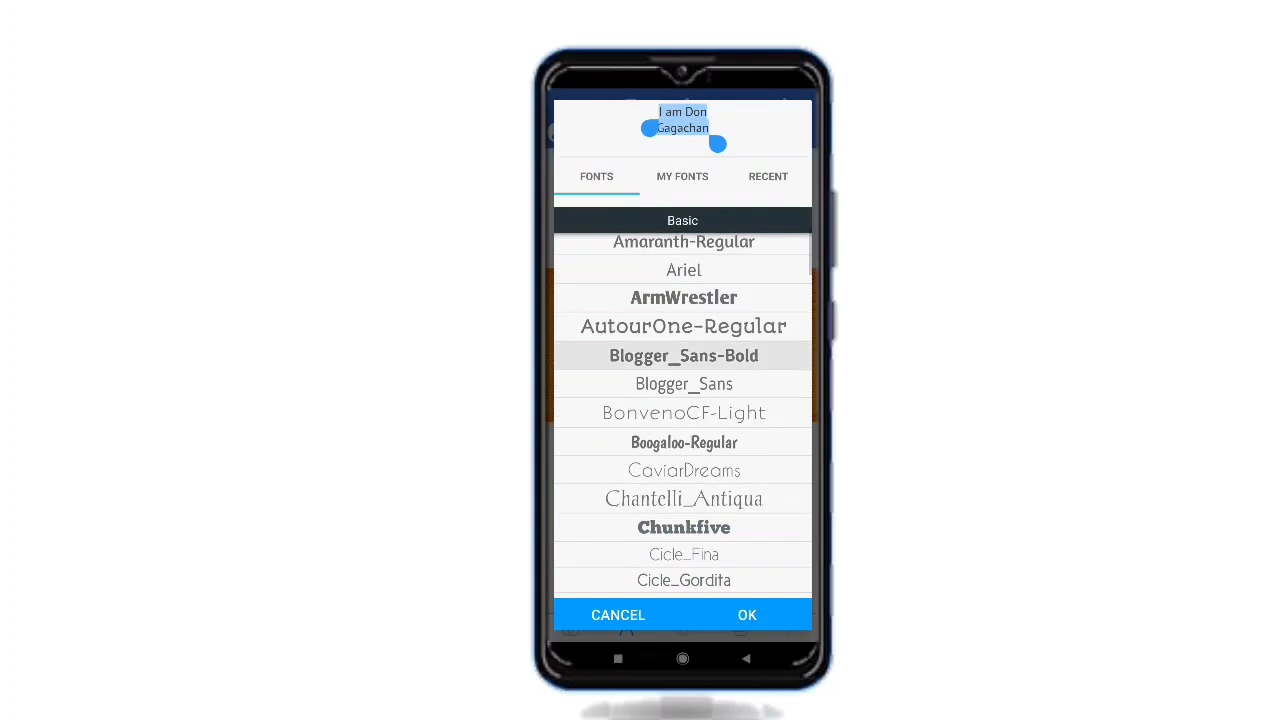 I am Don
Gagachan
FONTS
MY FONTS
RECENT
Basic
Amaranth-Regular
Ariel
ArmWrestler
AutourOne-Regular
Blogger_Sans-Bold
Blogger_Sans
BonvenoCF-Light
Boogaloo-Regular
CaviarDreams
Chantelli_Antiqua
Chunkfive
Cicle_Fina
Cicle_Gordita
CANCEL
OK